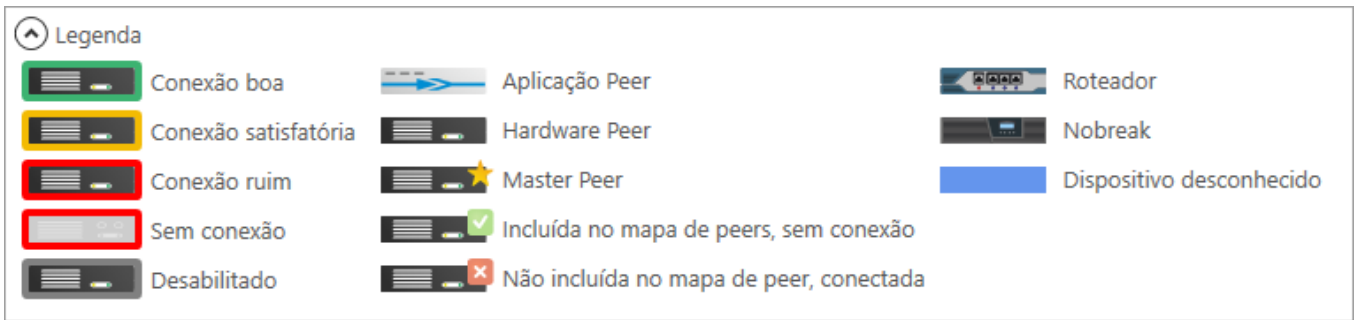 Legenda
Conexão boa
Conexão satisfatória
Conexão ruim
Sem conexão
Desabilitado
Aplicação Peer
Hardware Peer
Master Peer
Incluída no mapa de peers, sem conexão
Não incluída no mapa de peer, conectada
Roteador
Nobreak
Dispositivo desconhecido